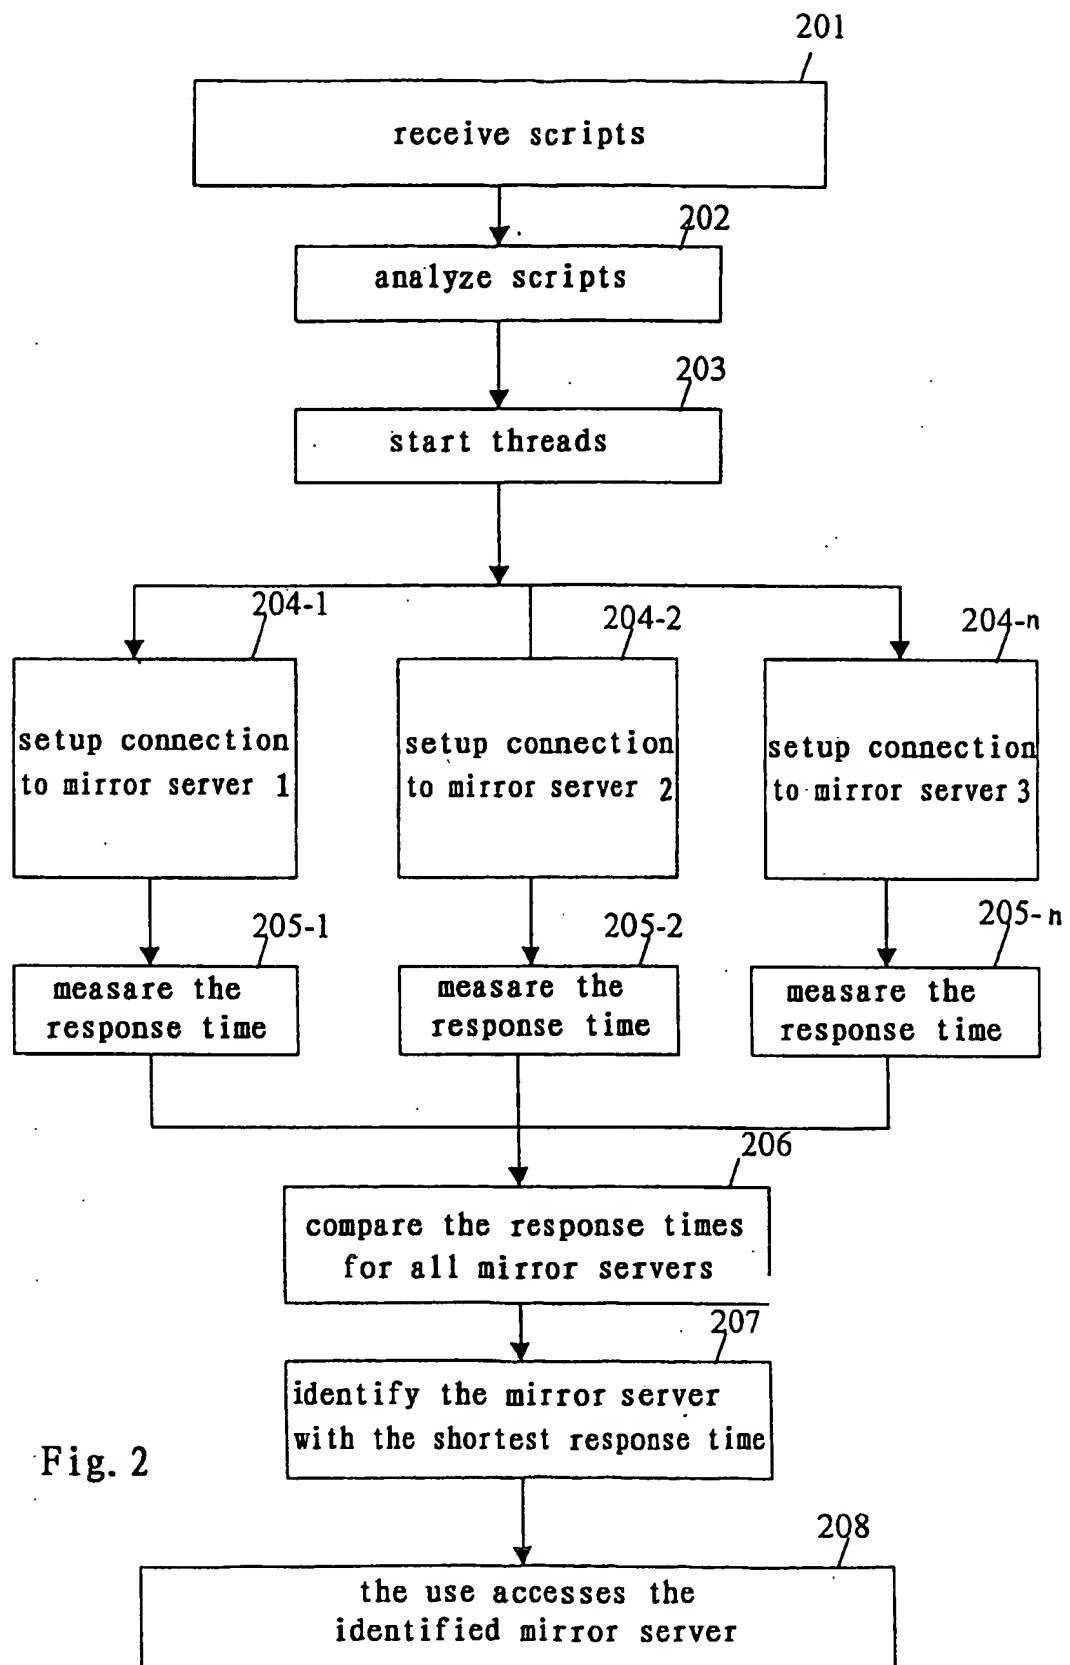 201
receive scripts
202
analyze scripts
203
start threads
204-1
204-2
204-n
setup connection
to mirror server 1
setup connection
to mirror server 2
setup connection
to mirror server 3
205-1
205-2
205-n
measare the
response time
measare the
response time
measare the
response time
206
compare the response times
for all mirror servers
207
identify the mirror server
with the shortest response time
Fig. 2
208
the use accesses the
identified mirror server